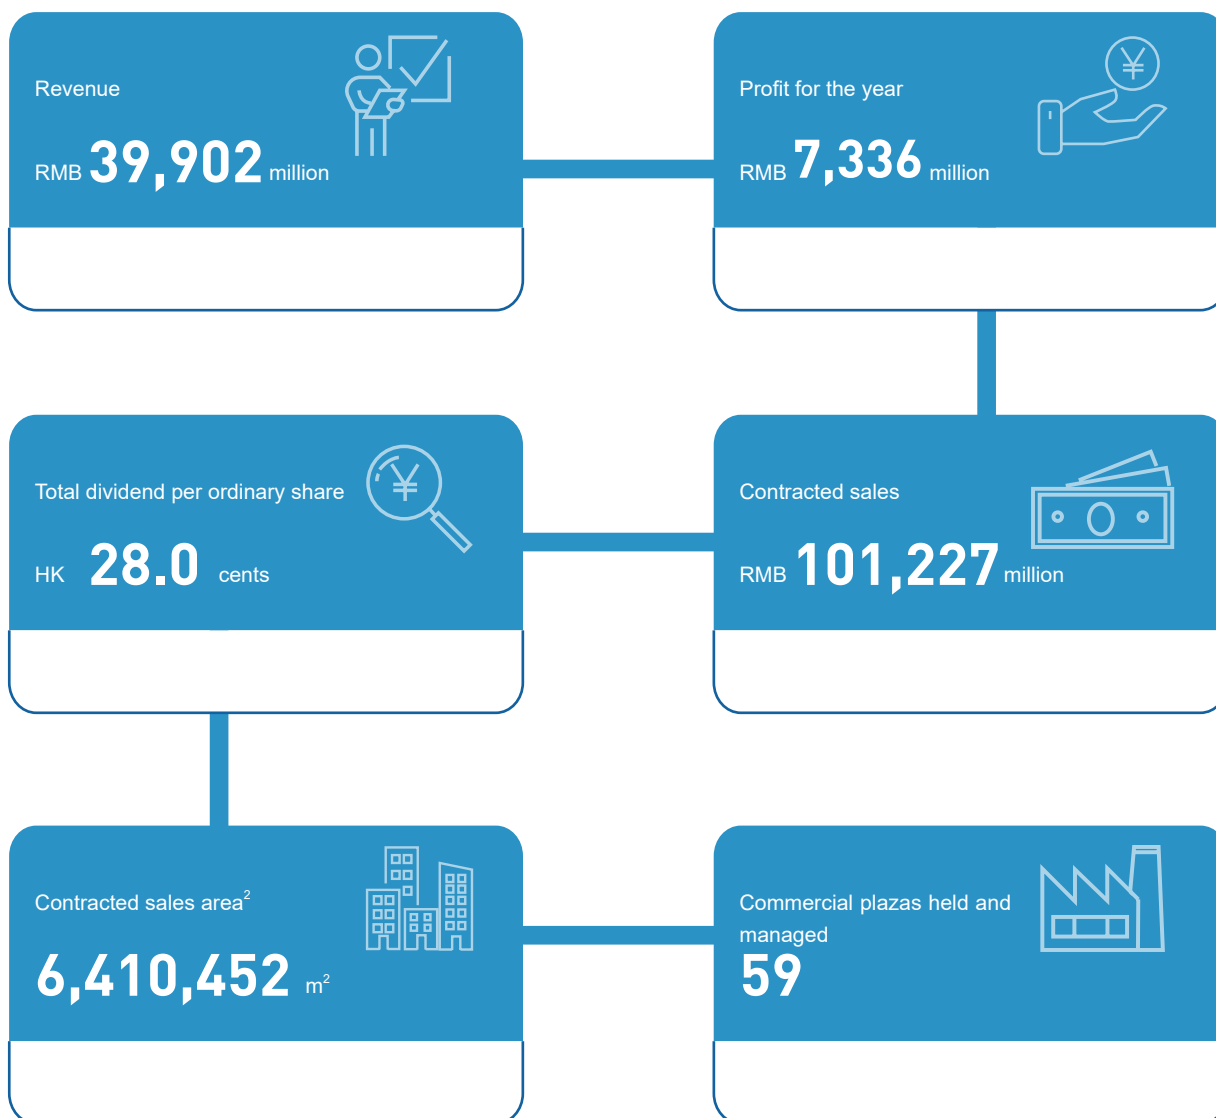 Revenue
RMB 39,902 million
Profit for the year
RMB 7,336 million
Total dividend per ordinary share
HK 28.0 cents
Contracted sales
RMB 101,227 million
Contracted sales area²
6,410,452 m²
Commercial plazas held and
managed
59